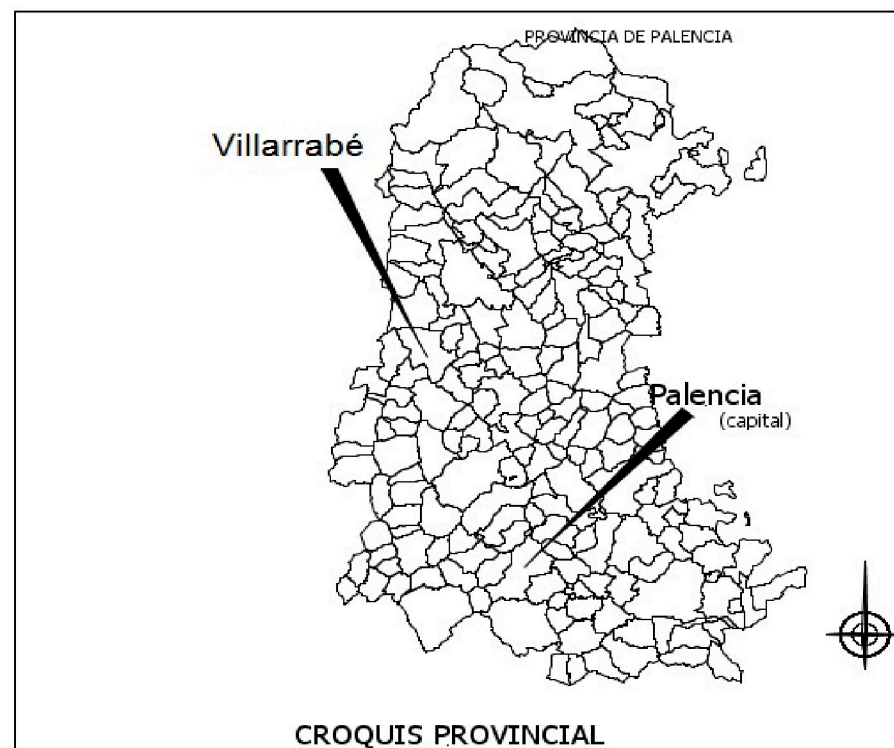 PROVINCIA DE PALENCIA
Villarrabé
Palencia
(capital)
CROQUIS PROVINCIAL